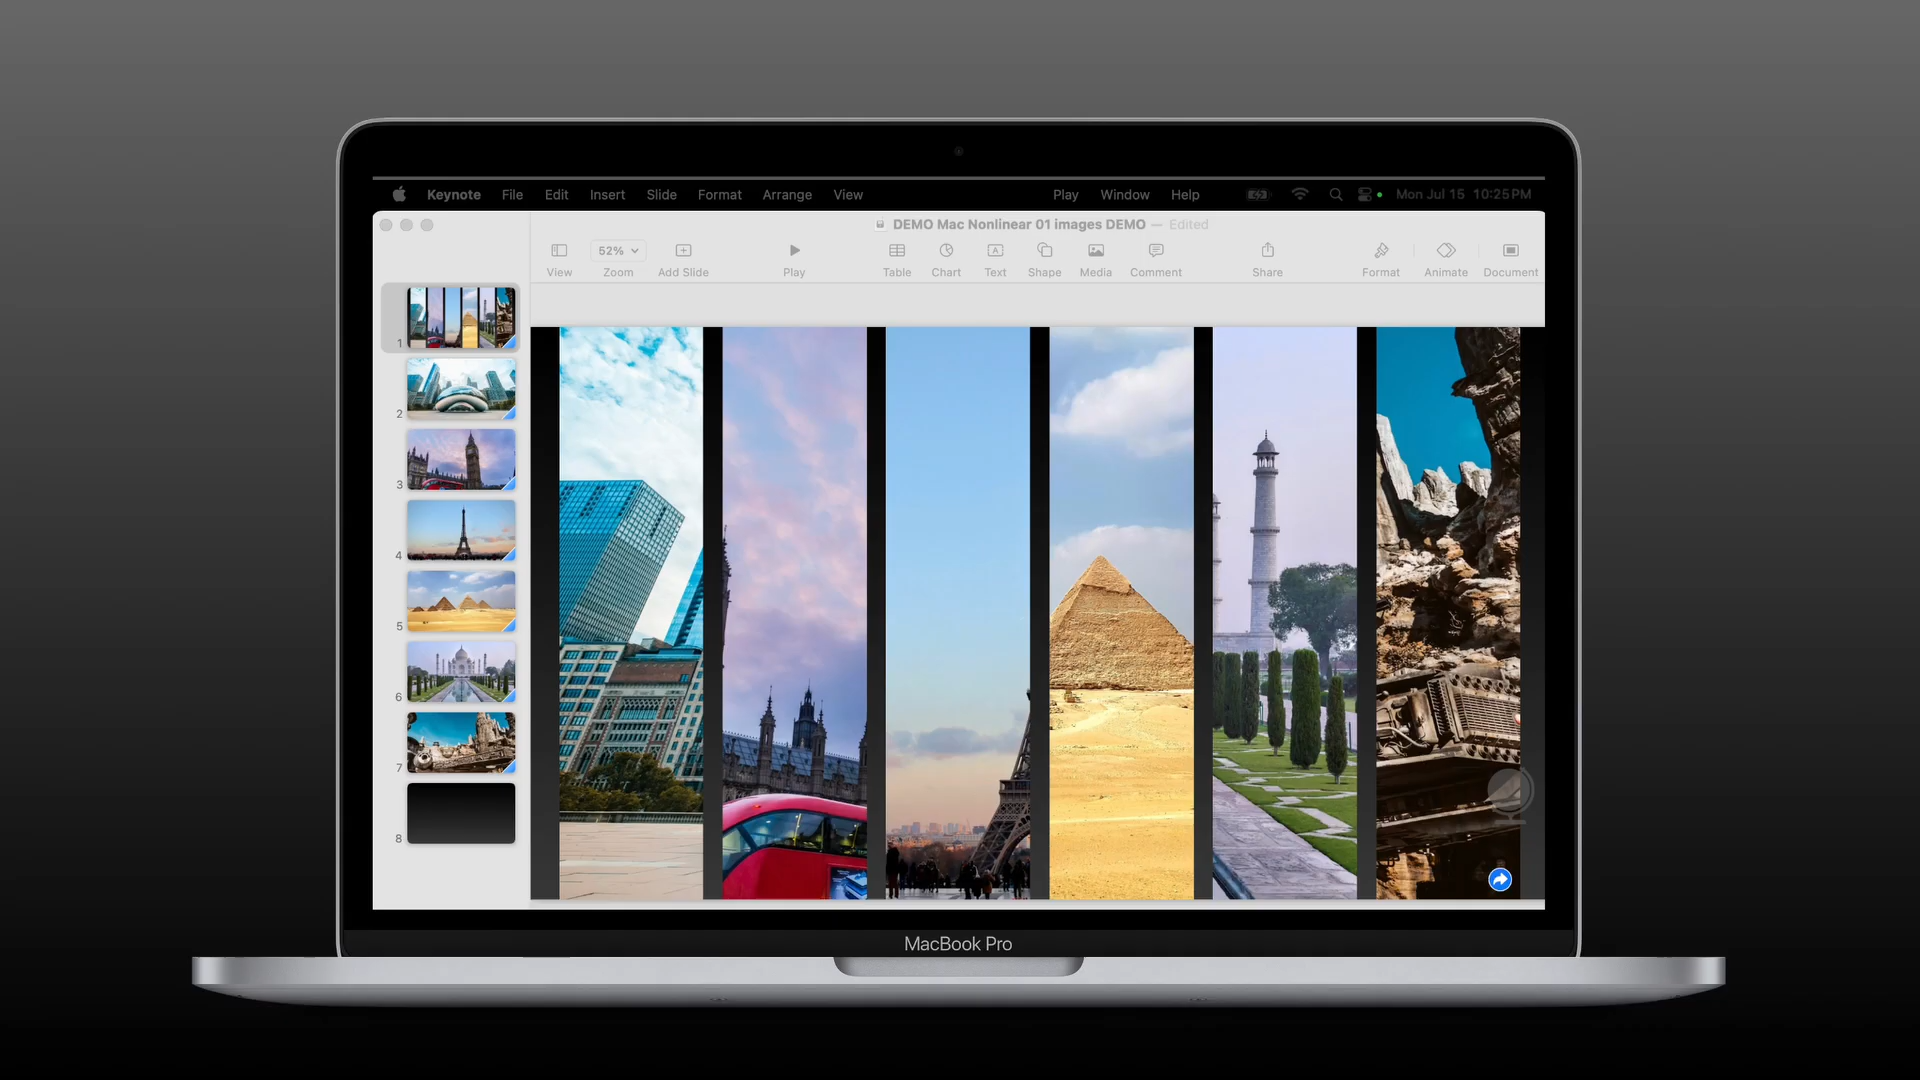 Keynote File Edit Insert Slide Format Arrange View Play Window Help Mon Jul 15 10:25 PM
DEMO Mac Nonlinear 01 images DEMO — Edited
52%
View Zoom Add Slide Play Table Chart Text Shape Media Comment Share Format Animate Document
1
2
3
4
5
6
7
8
MacBook Pro